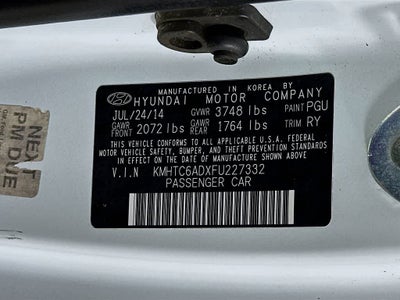 MANUFACTURED IN KOREA BY
HYUNDAI MOTOR COMPANY
JUL/24/14 GVWR 3748 lbs PAINT PGU
GAWR FRONT 2072 lbs GAWR REAR 1764 lbs TRIM RY
THIS VEHICLE CONFORMS TO ALL APPLICABLE
U.S. FEDERAL MOTOR VEHICLE
SAFETY, BUMPER, AND THEFT PREVENTION
STANDARDS IN EFFECT ON THE DATE OF
MANUFACTURE SHOWN ABOVE.
V.I.N KMHTC6ADXFU227332
PASSENGER CAR
NEXT
PM DUE